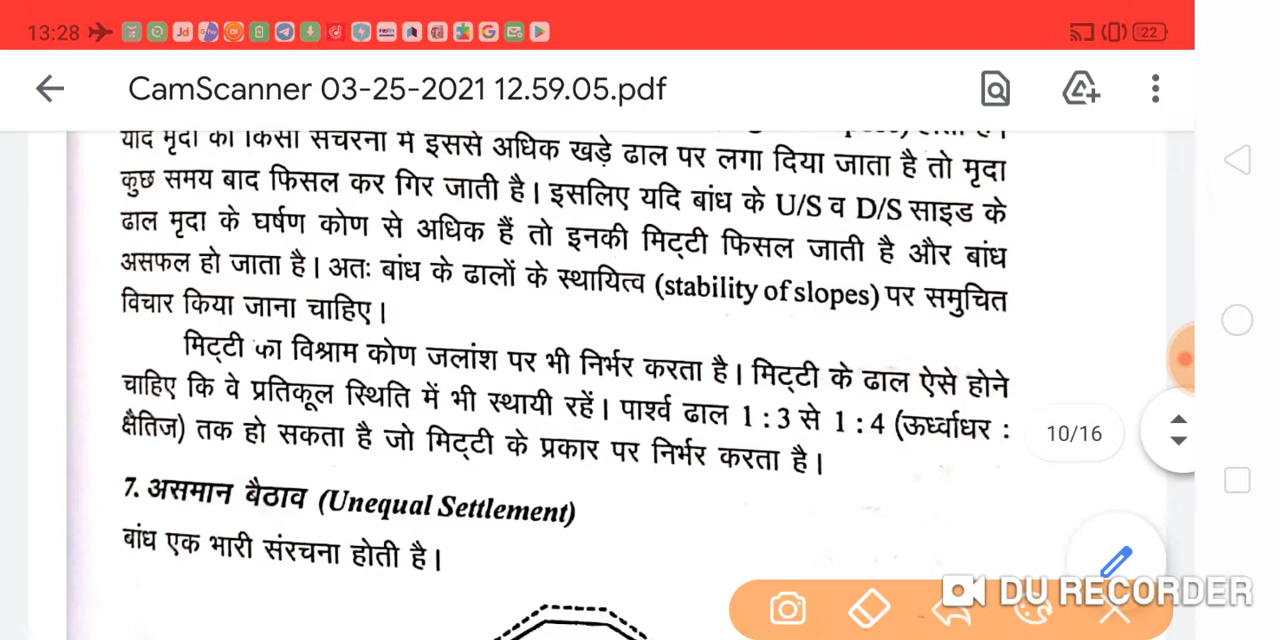 13:28
22
CamScanner 03-25-2021 12.59.05.pdf
यदि मृदा को किसी संरचना में इससे अधिक खड़े ढाल पर लगा दिया जाता है तो मृदा
कुछ समय बाद फिसल कर गिर जाती है। इसलिए यदि बांध के U/S व D/S साइड के
ढाल मृदा के घर्षण कोण से अधिक हैं तो इनकी मिट्टी फिसल जाती है और बांध
असफल हो जाता है। अतः बांध के ढालों के स्थायित्व (stability of slopes) पर समुचित
विचार किया जाना चाहिए।
मिट्टी का विश्राम कोण जलांश पर भी निर्भर करता है। मिट्टी के ढाल ऐसे होने
चाहिए कि वे प्रतिकूल स्थिति में भी स्थायी रहें। पार्श्व ढाल 1 : 3 से 1 : 4 (ऊर्ध्वाधर :
क्षैतिज) तक हो सकता है जो मिट्टी के प्रकार पर निर्भर करता है।
10/16
7. असमान बैठाव (Unequal Settlement)
बांध एक भारी संरचना होती है।
DU RECORDER